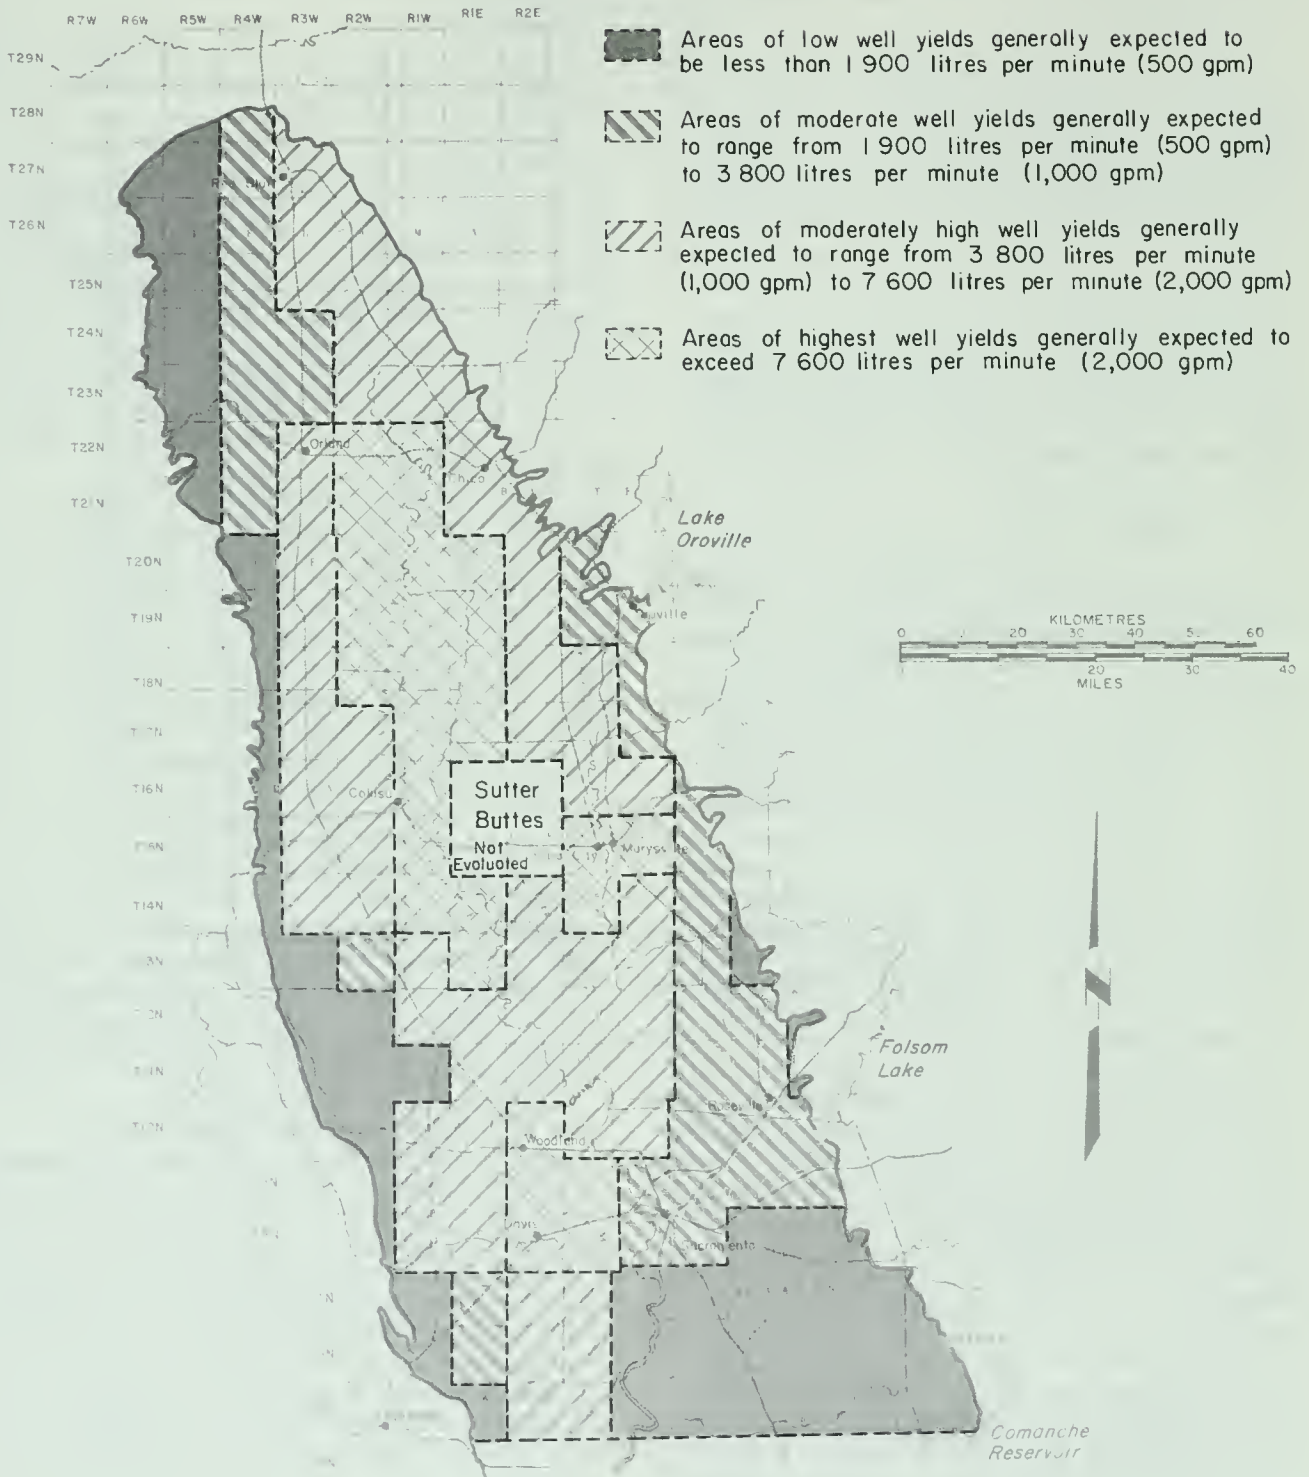 R7W R6W R5W R4W R3W R2W R1W R1E R2E
Areas of low well yields generally expected to
be less than 1 900 litres per minute (500 gpm)
Areas of moderate well yields generally expected
to range from 1 900 litres per minute (500 gpm)
to 3 800 litres per minute (1,000 gpm)
Areas of moderately high well yields generally
expected to range from 3 800 litres per minute
(1,000 gpm) to 7 600 litres per minute (2,000 gpm)
Areas of highest well yields generally expected to
exceed 7 600 litres per minute (2,000 gpm)
T29N
T28N
T27N
T26N
T25N
T24N
T23N
T22N
T20N
T19N
T18N
T16N
T14N
Orland
Chico
Lake
Oroville
KILOMETRES
0 20 30 40 60
20 30 40
MILES
Sutter
Buttes
Not
Evaluated
Marysville
Folsom
Lake
Roseville
Woodland
Davis
Sacramento
Comanche
Reservoir